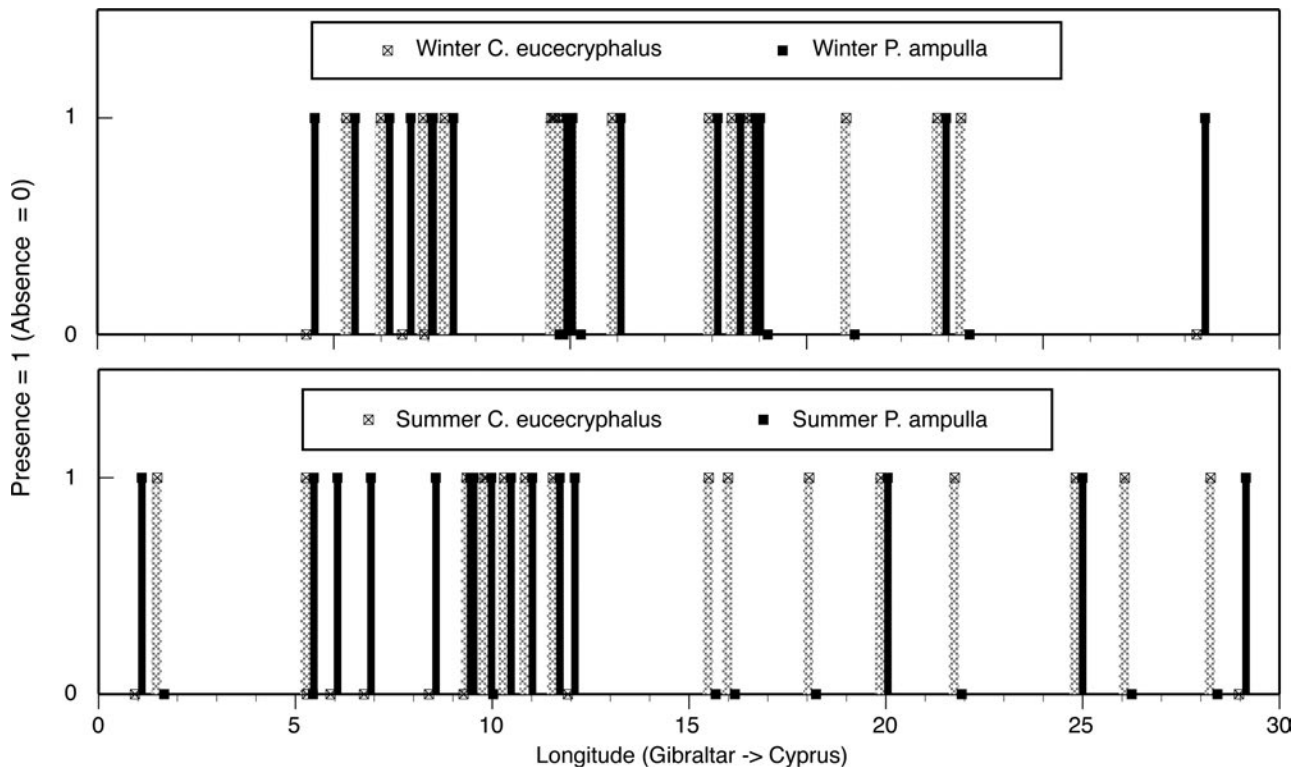 Winter C. eucecryphalus Winter P. ampulla
1
0
Presence = 1 (Absence = 0)
Summer C. eucecryphalus Summer P. ampulla
1
0
0 5 10 15 20 25 30
Longitude (Gibraltar -> Cyprus)